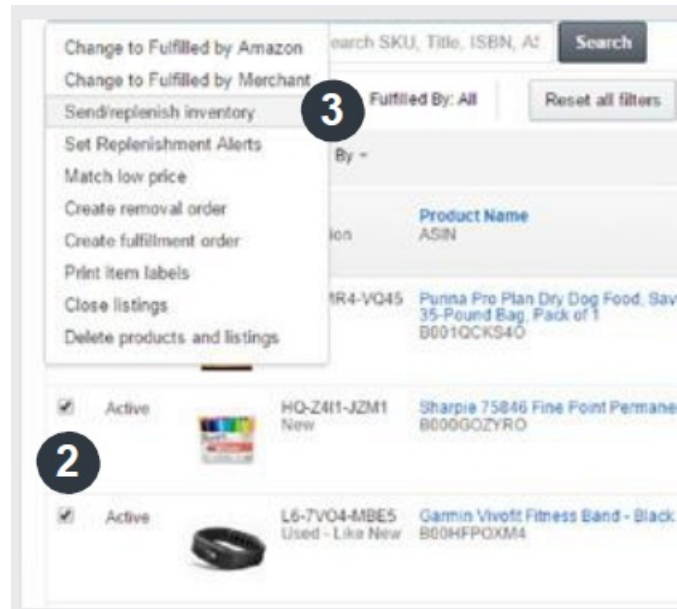 Change to Fulfilled by Amazon
earch SKU, Title, ISBN, A
Search
Change to Fulfilled by Merchant
Send/replenish inventory
3
Fulfilled By: All
Reset all filters
Set Replenishment Alerts
By
Match low price
Create removal order
Product Name
Create fulfillment order
ion
ASIN
Print item labels
Close listings
MR4-VQ45
Purina Pro Plan Dry Dog Food, Sav
35-Pound Bag, Pack of 1
Delete products and listings
B001QCKS4O
Active
HQ-Z4I1-JZM1
Sharpie 75846 Fine Point Permane
New
B000GOZYRO
2
Active
L6-7VO4-MBE5
Garmin Vivofit Fitness Band - Black
Used - Like New
B00HFPOXM4